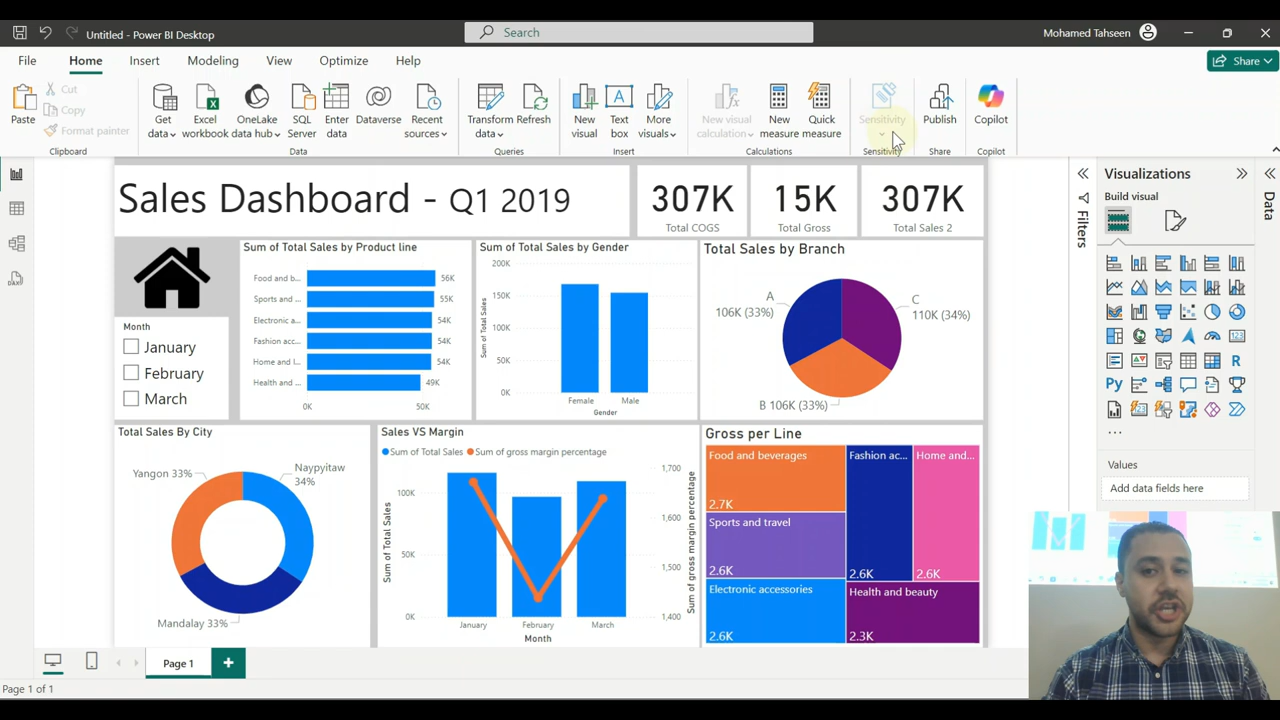 Untitled - Power BI Desktop
Search
Mohamed Tahseen
File Home Insert Modeling View Optimize Help
Share
Paste
Cut
Copy
Format painter
Clipboard
Get data
Excel workbook
OneLake data hub
SQL Server
Enter data
Dataverse
Recent sources
Data
Transform data
Refresh
Queries
New visual
Text box
More visuals
Insert
New visual calculation
New measure
Quick measure
Calculations
Sensitivity
Sensitivity
Publish
Share
Copilot
Copilot
Sales Dashboard - Q1 2019
307K
Total COGS
15K
Total Gross
307K
Total Sales 2
Month
January
February
March
Sum of Total Sales by Product line
Food and b... 56K
Sports and ... 55K
Electronic a... 54K
Fashion acc... 54K
Home and l... 54K
Health and ... 49K
0K 50K
Sum of Total Sales by Gender
Sum of Total Sales
200K
150K
100K
50K
0K
Female Male
Gender
Total Sales by Branch
A
106K (33%)
C
110K (34%)
B 106K (33%)
Total Sales By City
Yangon 33%
Naypyitaw
34%
Mandalay 33%
Sales VS Margin
Sum of Total Sales Sum of gross margin percentage
Sum of Total Sales
100K
50K
0K
1,700
1,600
1,500
1,400
Sum of gross margin percentage
January February March
Month
Gross per Line
Food and beverages
2.7K
Sports and travel
2.6K
Electronic accessories
2.6K
Fashion ac...
2.6K
Home and...
2.6K
Health and beauty
2.3K
Filters
Visualizations
Build visual
R
Py
123
...
Values
Add data fields here
Data
Page 1
Page 1 of 1